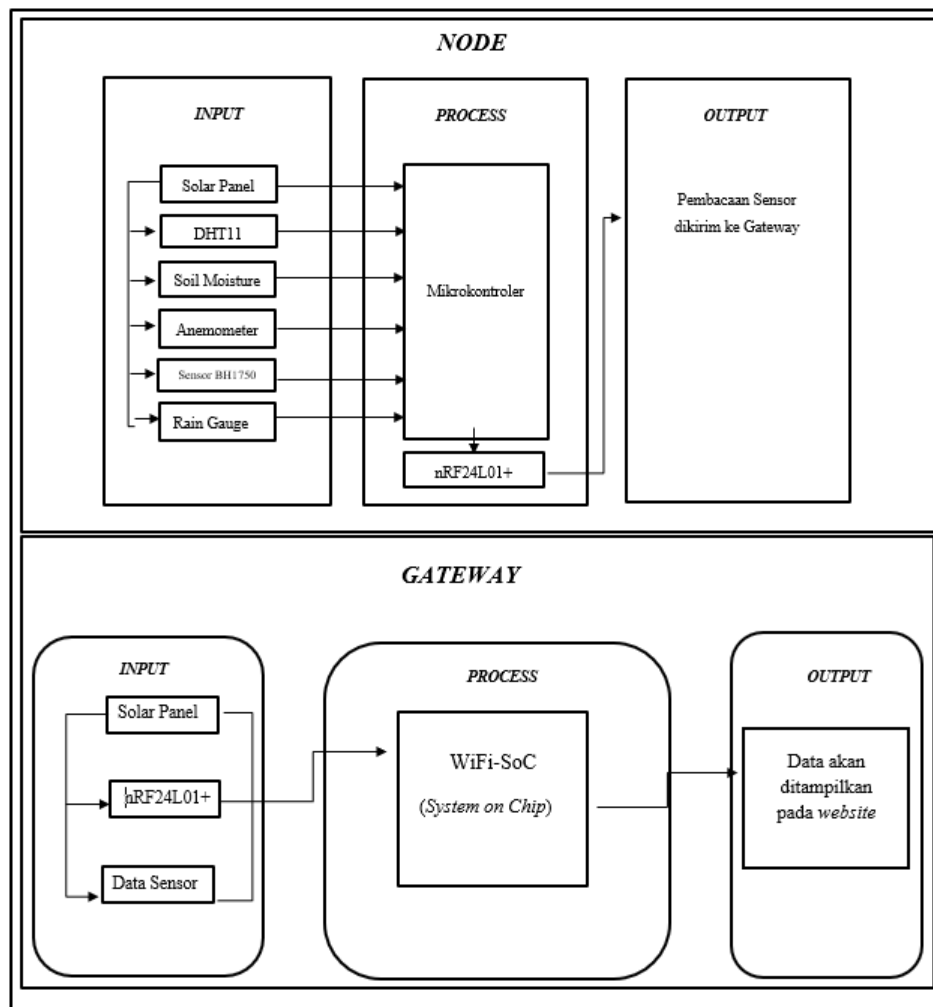 NODE
INPUT
Solar Panel
DHT11
Soil Moisture
Anemometer
Sensor BH1750
Rain Gauge
PROCESS
Mikrokontroler
nRF24L01+
OUTPUT
Pembacaan Sensor
dikirim ke Gateway
GATEWAY
INPUT
Solar Panel
nRF24L01+
Data Sensor
PROCESS
WiFi-SoC
(System on Chip)
OUTPUT
Data akan
ditampilkan
pada website